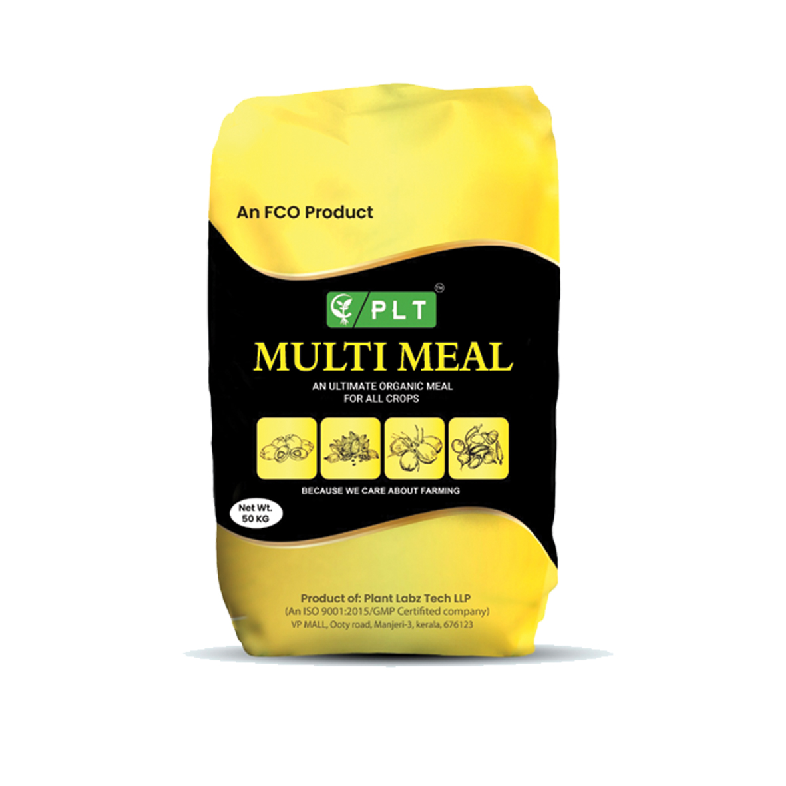 An FCO Product
PLT
TM
MULTI MEAL
AN ULTIMATE ORGANIC MEAL
FOR ALL CROPS
BECAUSE WE CARE ABOUT FARMING
Net Wt.
50 KG
Product of: Plant Labz Tech LLP
(An ISO 9001:2015/GMP Certifited company)
VP MALL, Ooty road, Manjeri-3, kerala, 676123